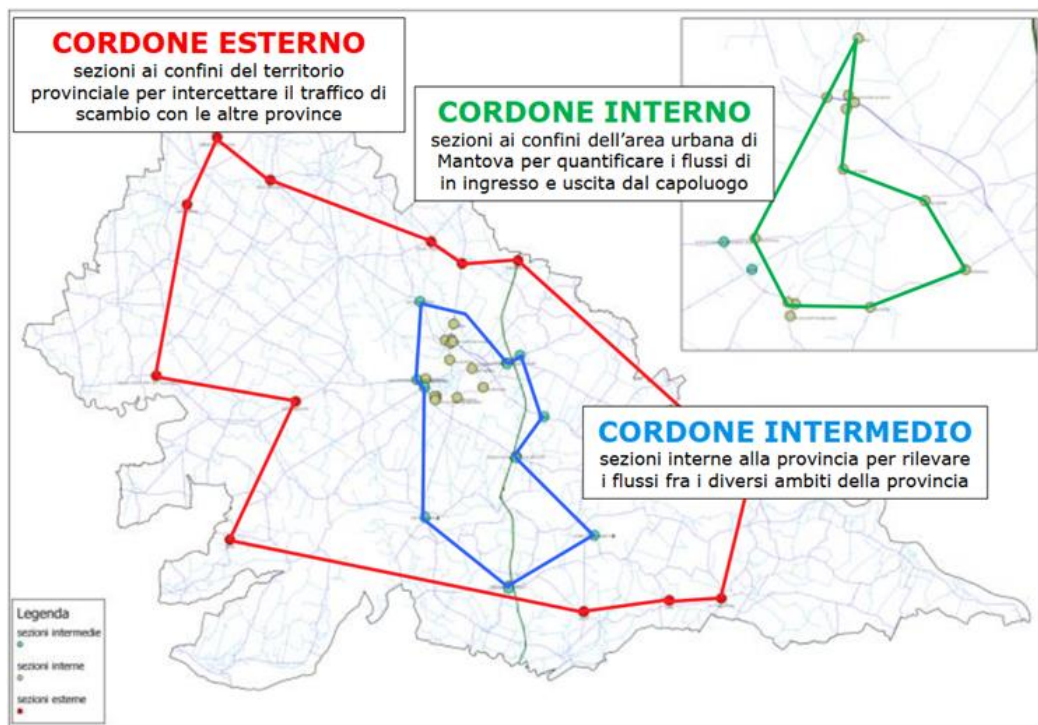 CORDONE ESTERNO
sezioni ai confini del territorio
provinciale per intercettare il traffico di
scambio con le altre province
CORDONE INTERNO
sezioni ai confini dell'area urbana di
Mantova per quantificare i flussi di
in ingresso e uscita dal capoluogo
CORDONE INTERMEDIO
sezioni interne alla provincia per rilevare
i flussi fra i diversi ambiti della provincia
Legenda
sezioni intermedie
sezioni interne
sezioni esterne